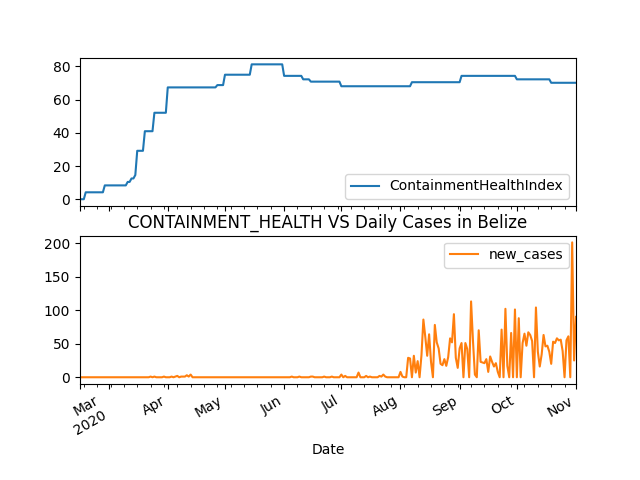 80
60
40
20
0
ContainmentHealthIndex
CONTAINMENT_HEALTH VS Daily Cases in Belize
200
150
100
50
0
new_cases
Mar
2020
Apr
May
Jun
Jul
Aug
Sep
Oct
Nov
Date